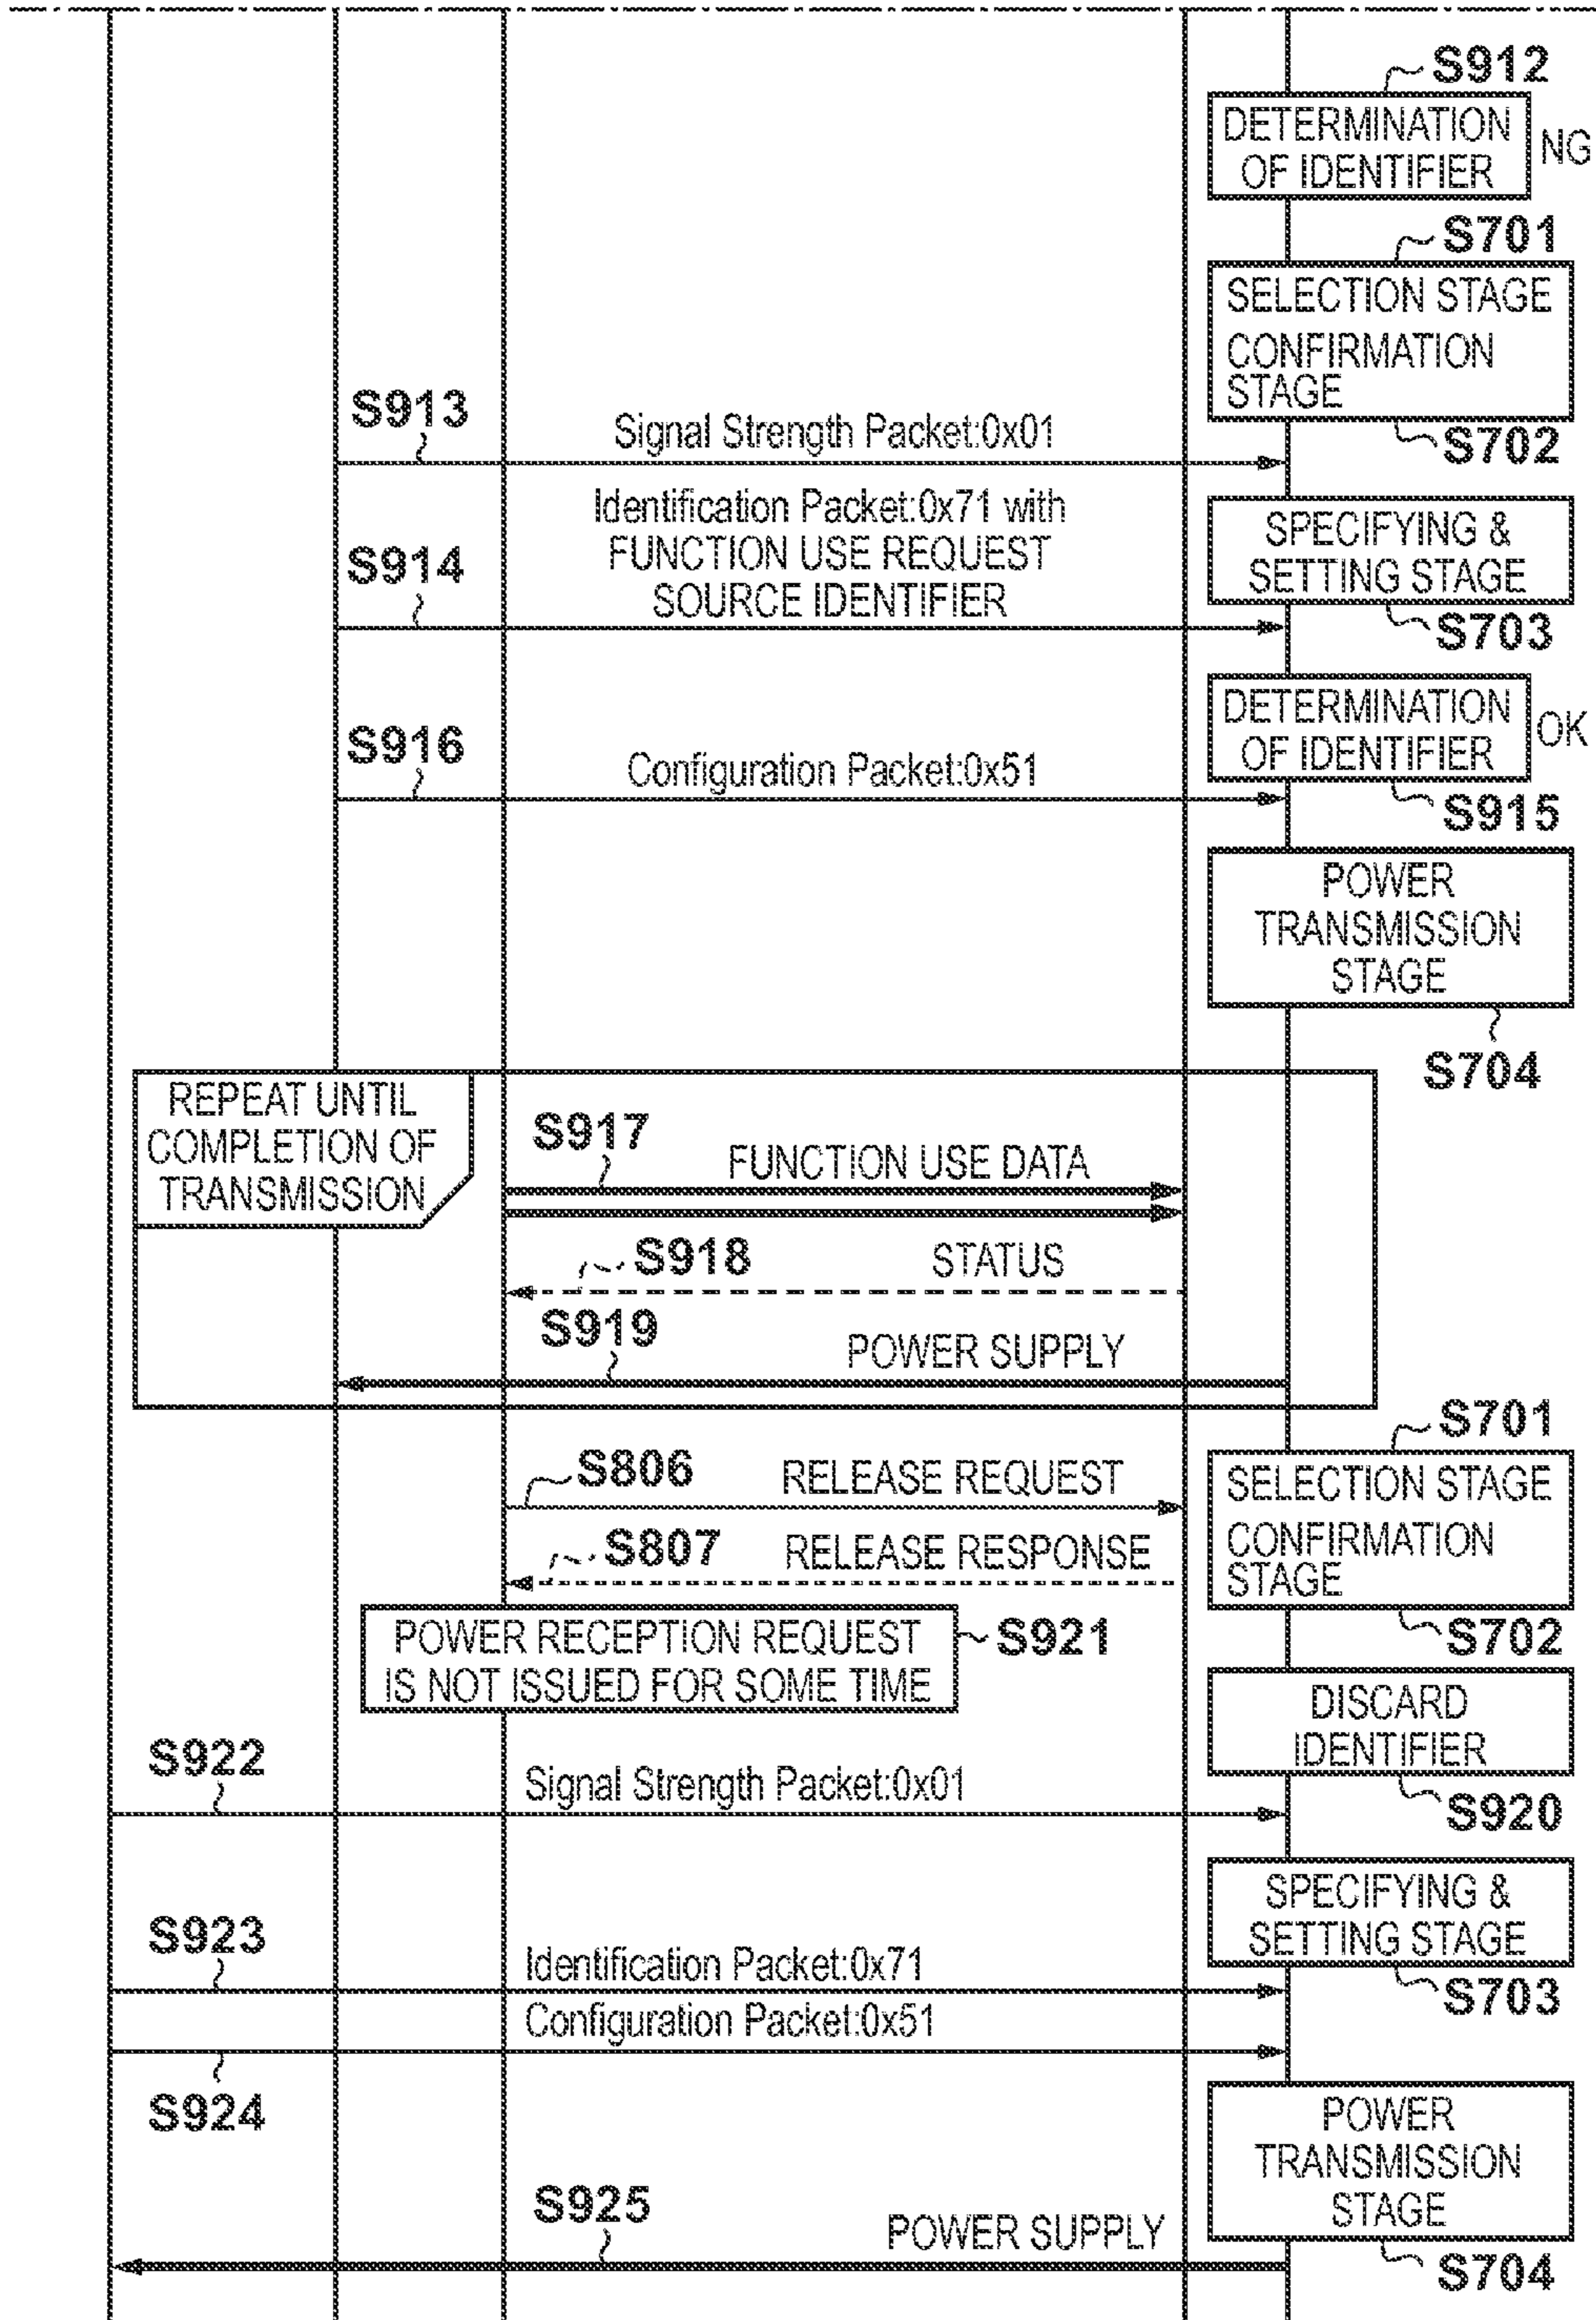 S912
DETERMINATION
OF IDENTIFIER
NG
S701
SELECTION STAGE
CONFIRMATION
STAGE
S702
S913
Signal Strength Packet:0x01
Identification Packet:0x71 with
FUNCTION USE REQUEST
SOURCE IDENTIFIER
S914
SPECIFYING &
SETTING STAGE
S703
DETERMINATION
OF IDENTIFIER
OK
S915
S916
Configuration Packet:0x51
POWER
TRANSMISSION
STAGE
S704
REPEAT UNTIL
COMPLETION OF
TRANSMISSION
S917
FUNCTION USE DATA
S918
STATUS
S919
POWER SUPPLY
S701
SELECTION STAGE
CONFIRMATION
STAGE
S702
S806
RELEASE REQUEST
S807
RELEASE RESPONSE
POWER RECEPTION REQUEST
IS NOT ISSUED FOR SOME TIME
S921
DISCARD
IDENTIFIER
S920
S922
Signal Strength Packet:0x01
SPECIFYING &
SETTING STAGE
S703
S923
Identification Packet:0x71
Configuration Packet:0x51
S924
POWER
TRANSMISSION
STAGE
S704
S925
POWER SUPPLY